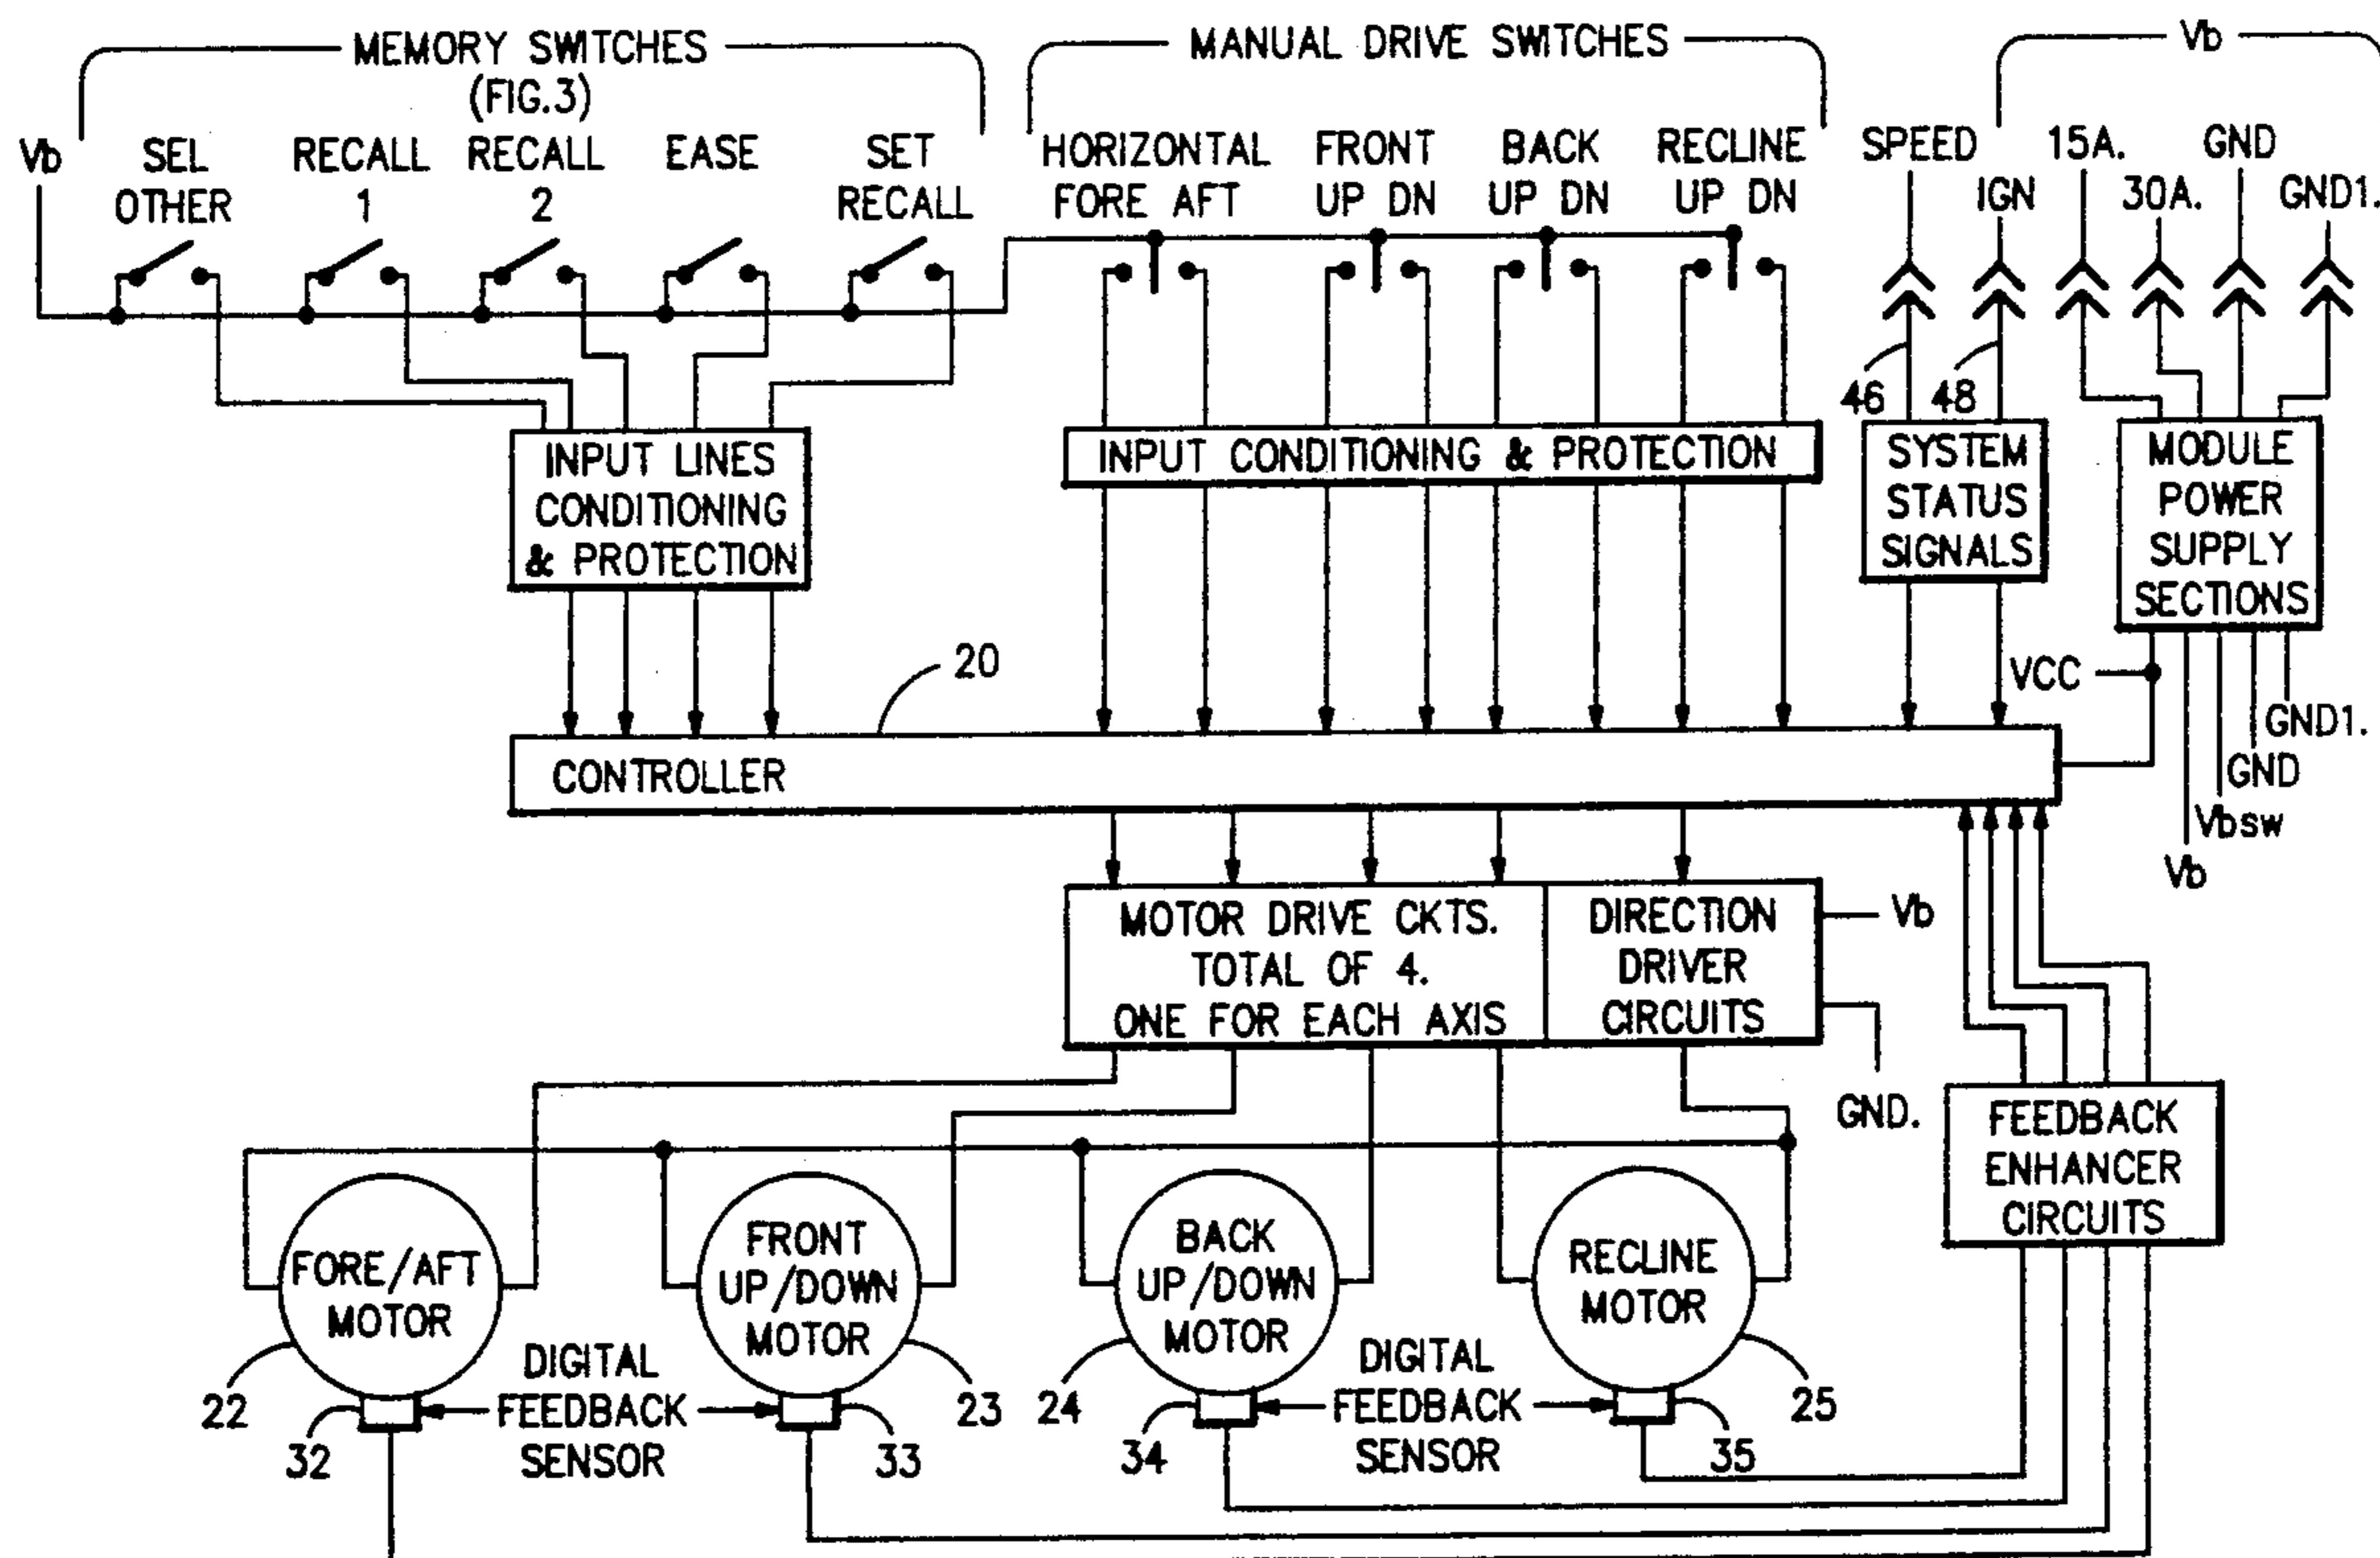 MEMORY SWITCHES
(FIG.3)
MANUAL DRIVE SWITCHES
Vb
Vb
SEL
OTHER
RECALL
1
RECALL
2
EASE
SET
RECALL
HORIZONTAL
FORE AFT
FRONT
UP DN
BACK
UP DN
RECLINE
UP DN
SPEED
IGN
15A.
30A.
GND
GND1.
46
48
INPUT LINES
CONDITIONING
& PROTECTION
INPUT CONDITIONING & PROTECTION
SYSTEM
STATUS
SIGNALS
MODULE
POWER
SUPPLY
SECTIONS
20
VCC
GND1.
GND
Vbsw
Vb
CONTROLLER
MOTOR DRIVE CKTS.
TOTAL OF 4.
ONE FOR EACH AXIS
DIRECTION
DRIVER
CIRCUITS
Vb
GND.
FEEDBACK
ENHANCER
CIRCUITS
FORE/AFT
MOTOR
FRONT
UP/DOWN
MOTOR
BACK
UP/DOWN
MOTOR
RECLINE
MOTOR
22
32
DIGITAL
FEEDBACK
SENSOR
33
23
24
34
DIGITAL
FEEDBACK
SENSOR
35
25